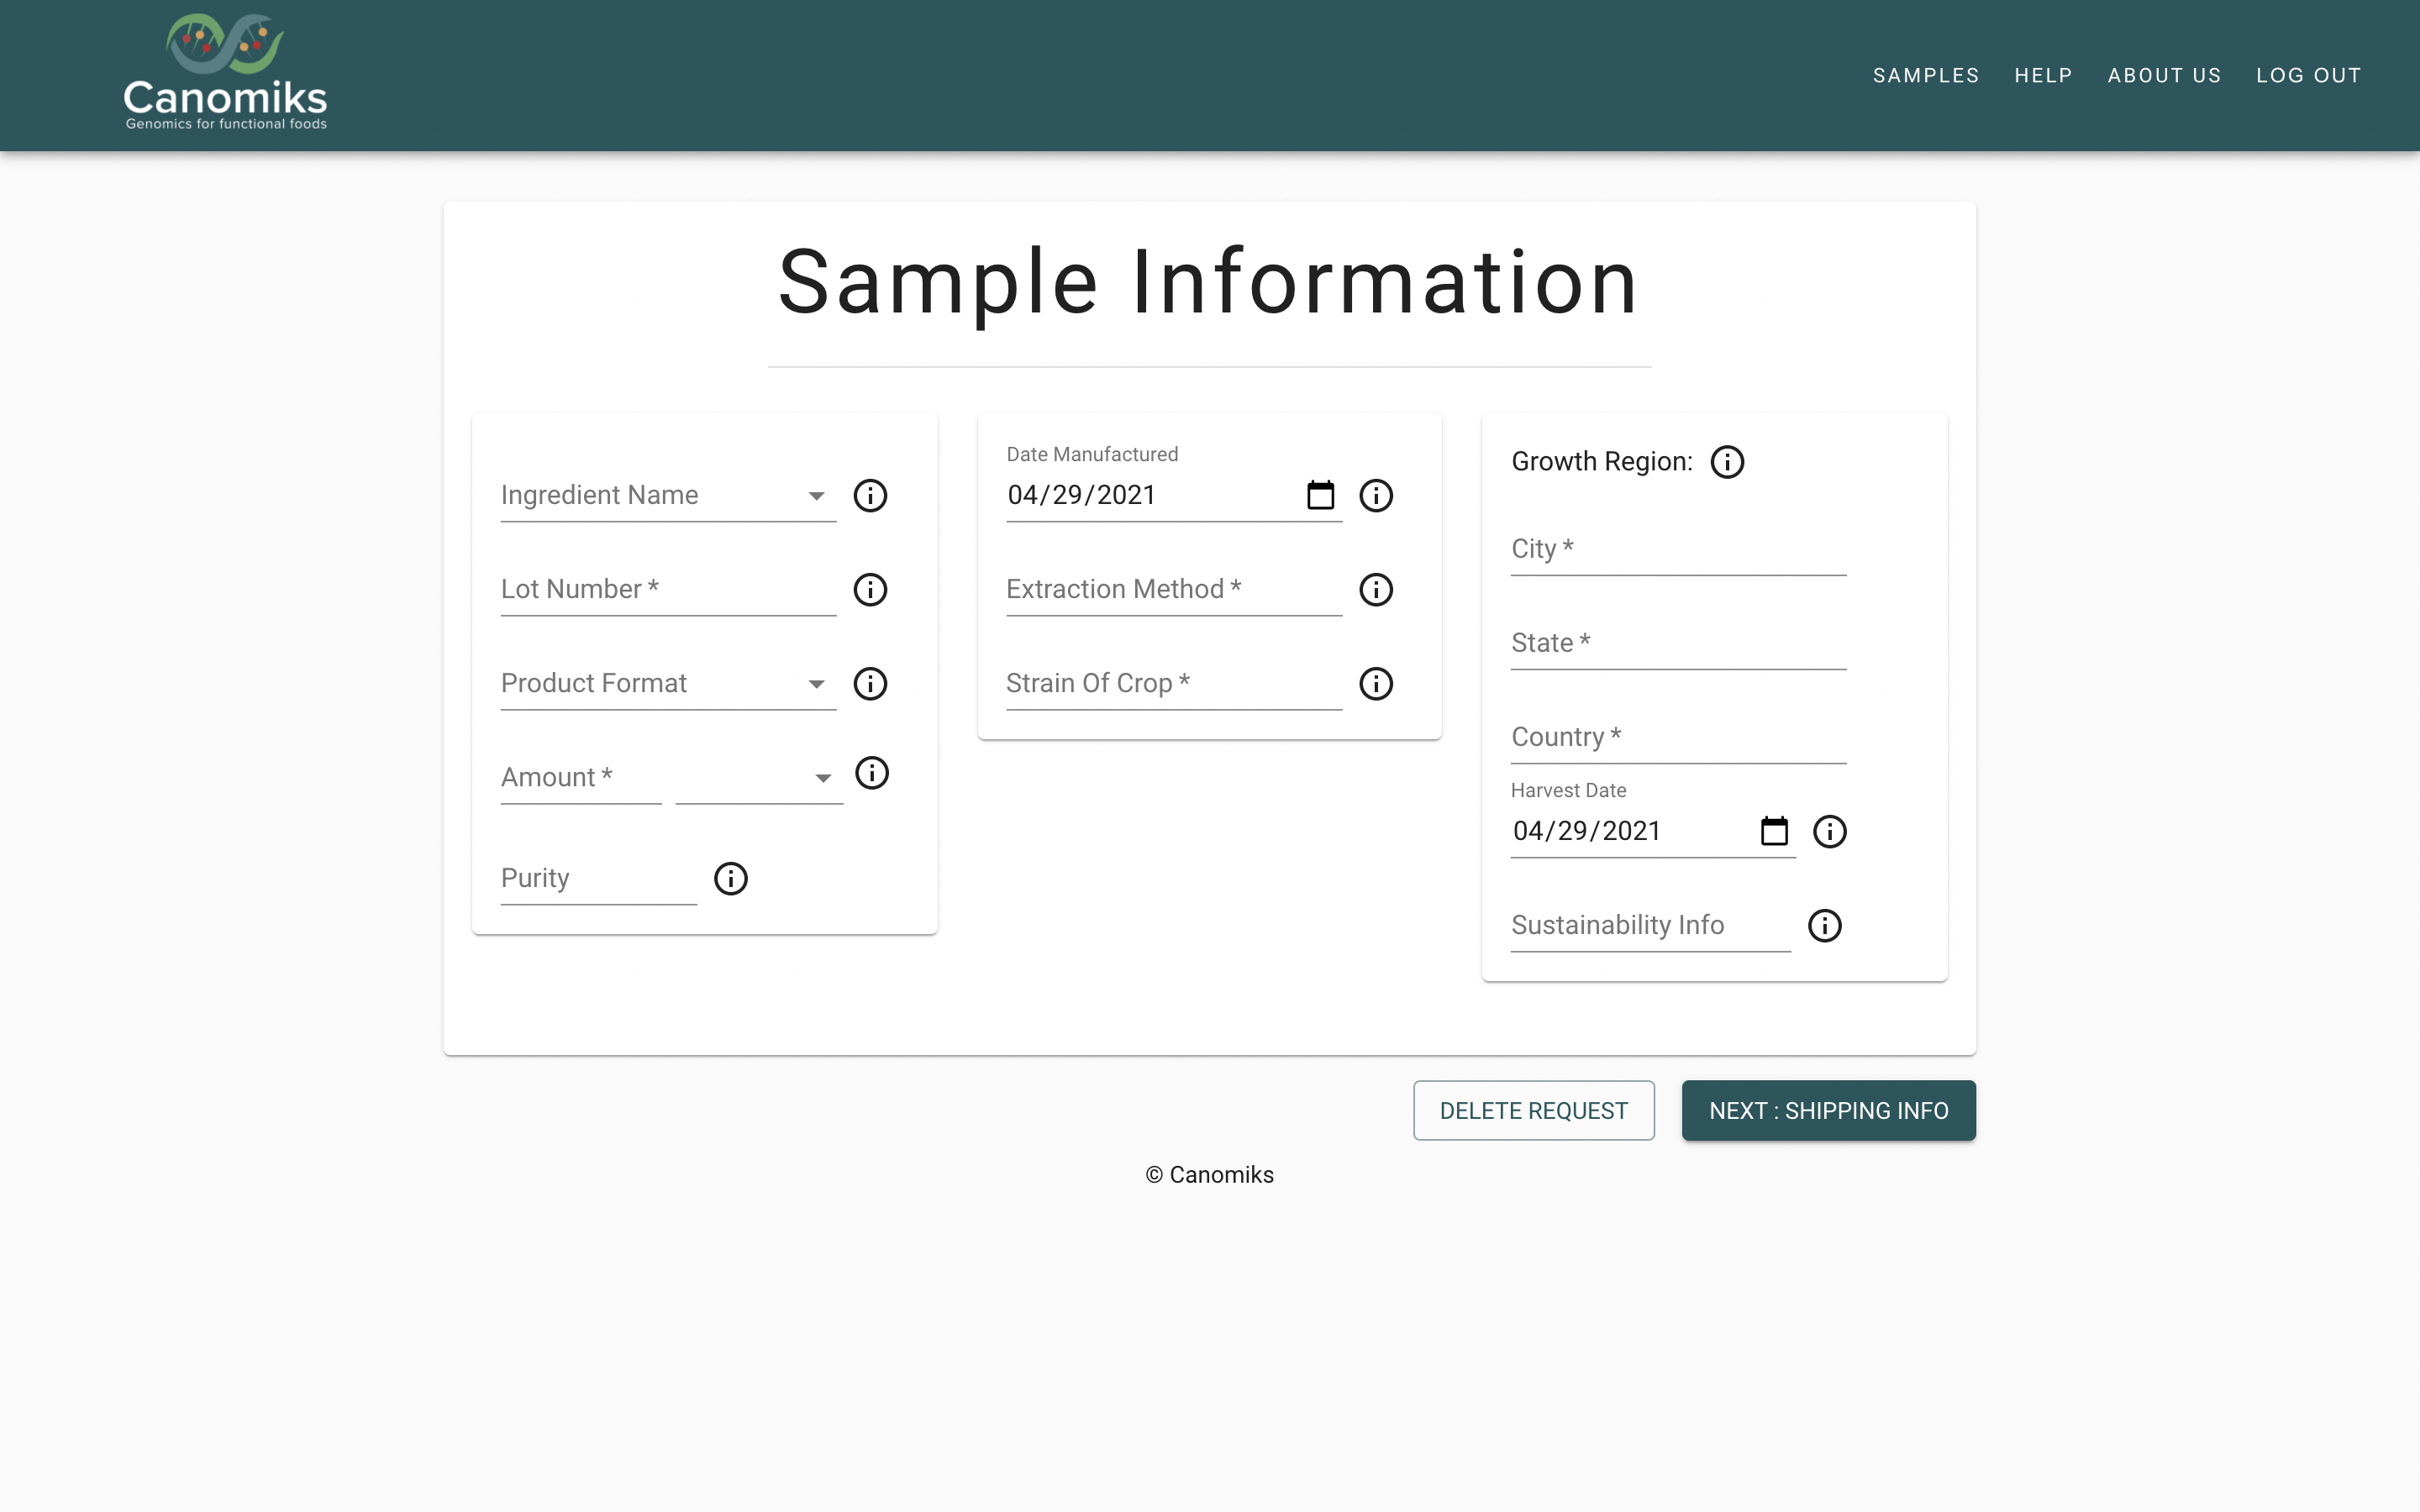 Canomiks
Genomics for functional foods
SAMPLES HELP ABOUT US LOG OUT
Sample Information
Ingredient Name
Lot Number *
Product Format
Amount *
Purity
Date Manufactured
04/29/2021
Extraction Method *
Strain Of Crop *
Growth Region:
City *
State *
Country *
Harvest Date
04/29/2021
Sustainability Info
DELETE REQUEST
NEXT : SHIPPING INFO
© Canomiks